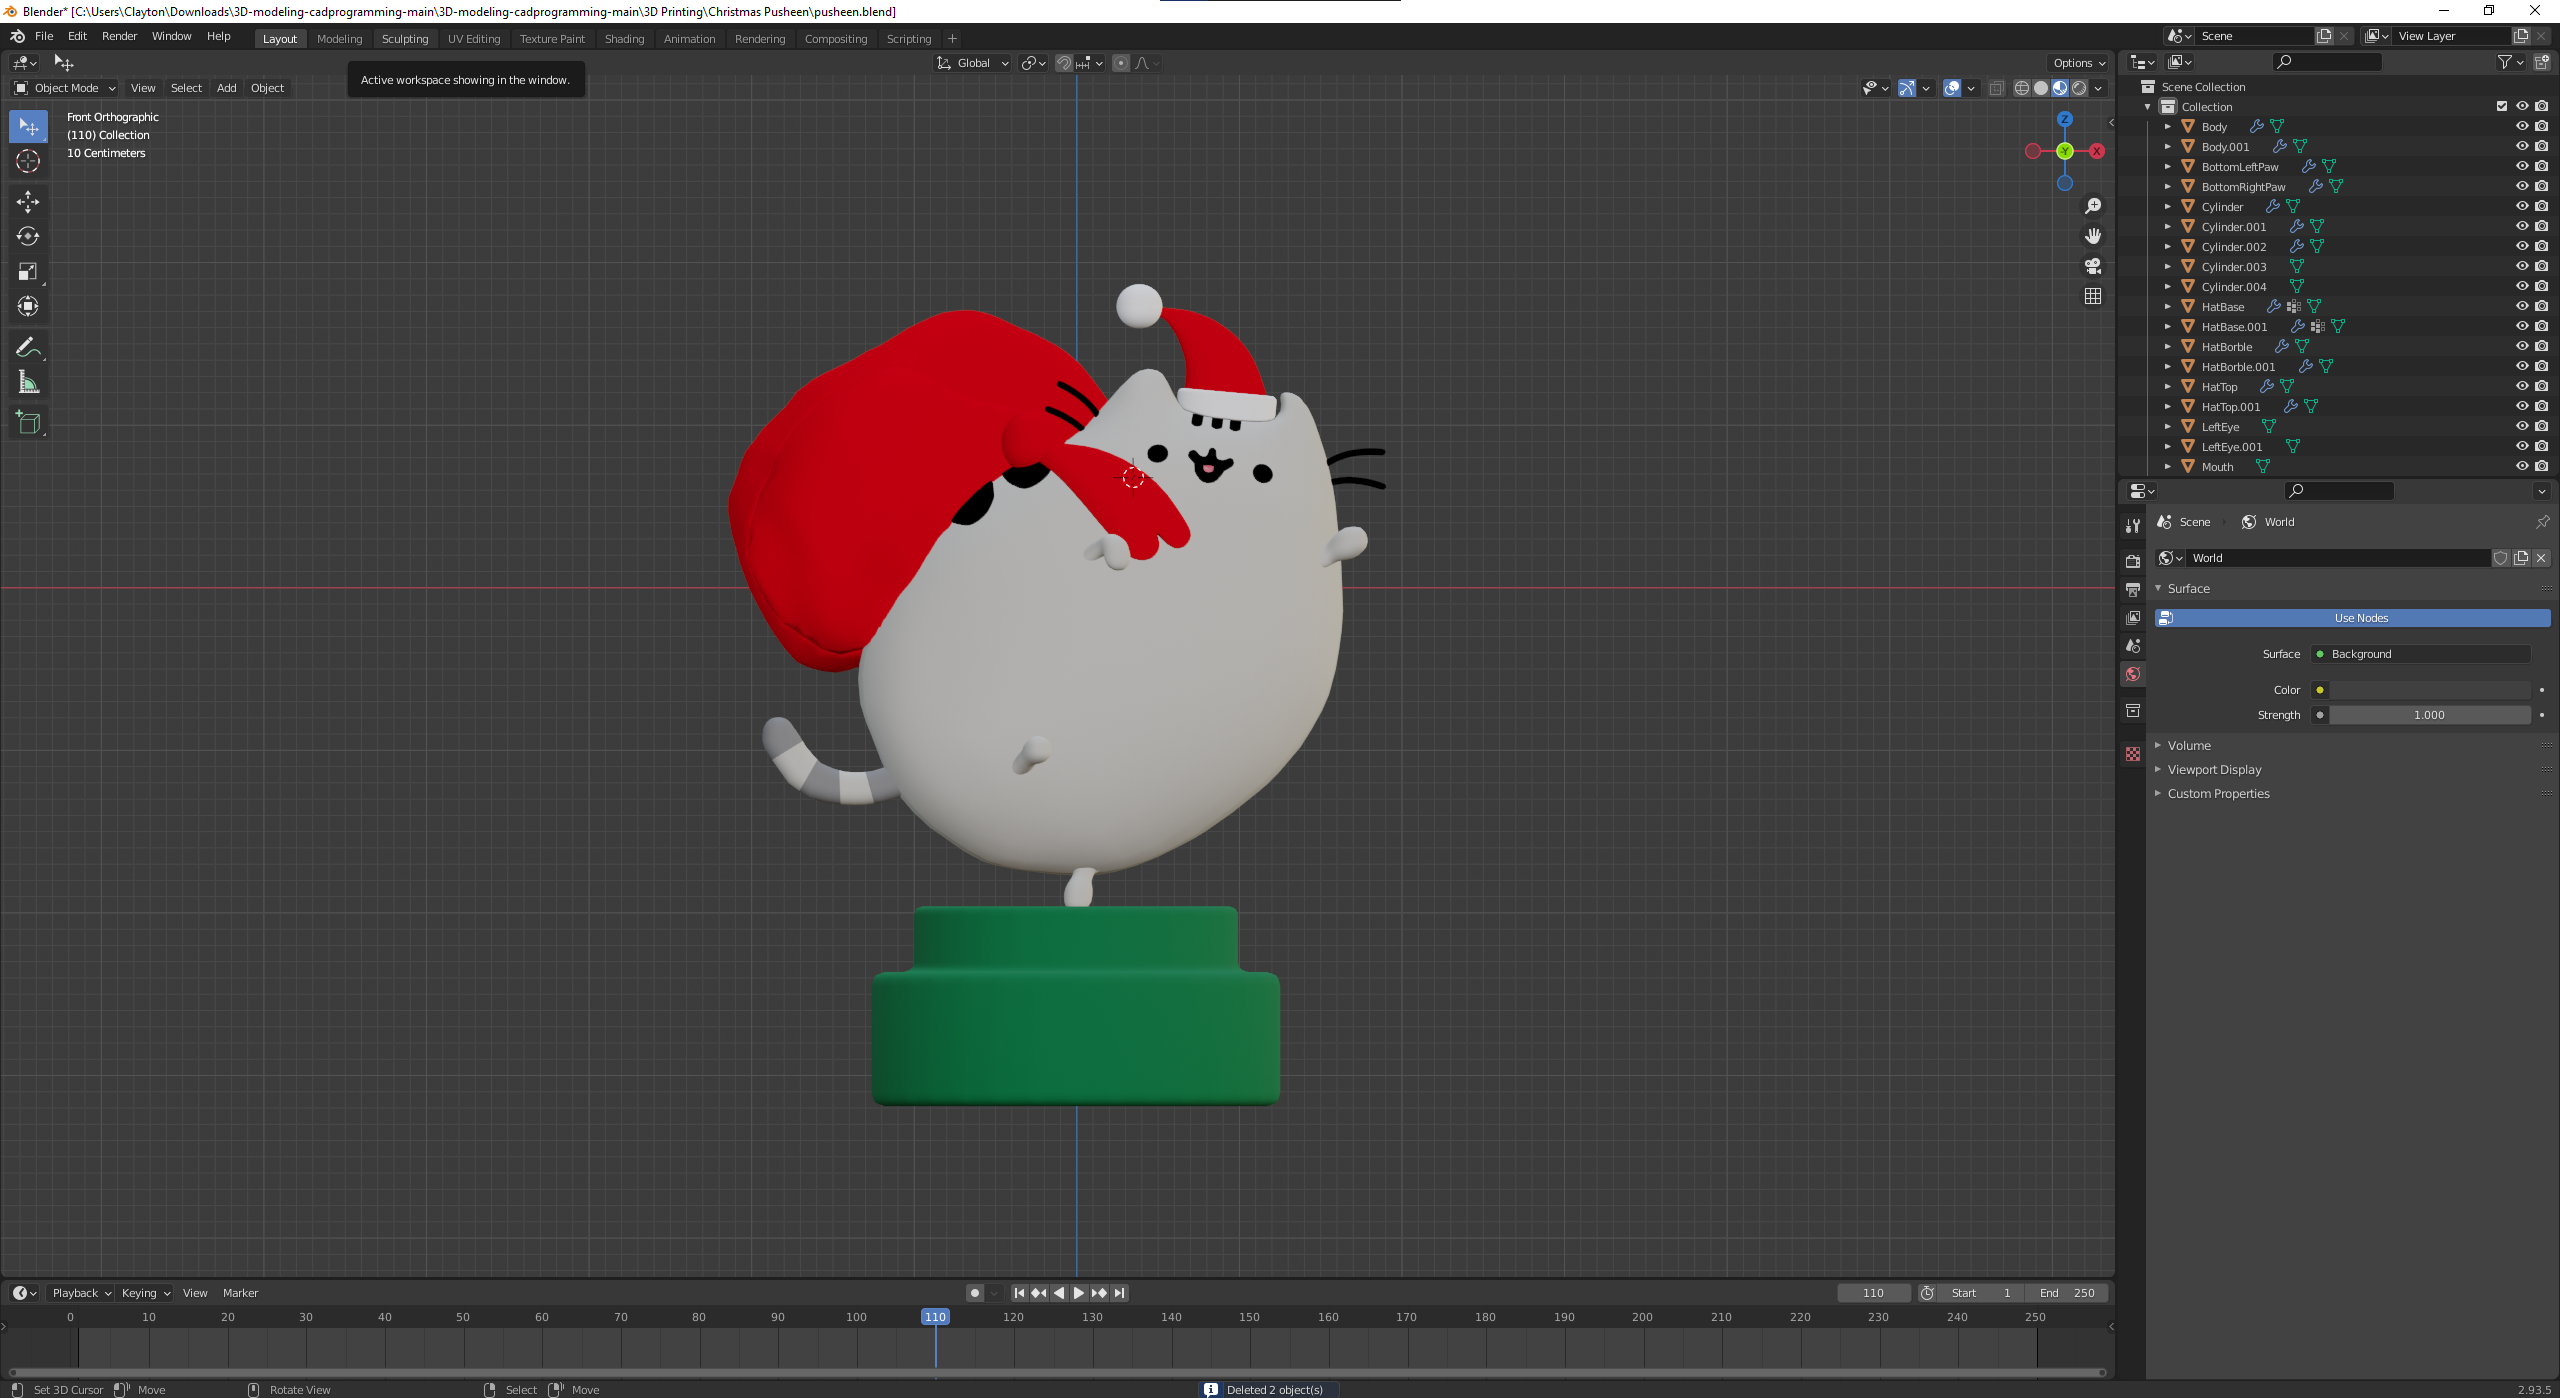 Blender* [C:\Users\Clayton\Downloads\3D-modeling-cadprogramming-main\3D-modeling-cadprogramming-main\3D Printing\Christmas Pusheen\pusheen.blend]
File Edit Render Window Help Layout Modeling Sculpting UV Editing Texture Paint Shading Animation Rendering Compositing Scripting + Scene View Layer
Global Options
Active workspace showing in the window.
Object Mode View Select Add Object
Front Orthographic
(110) Collection
10 Centimeters
Z
Y
X
Scene Collection
Collection
Body
Body.001
BottomLeftPaw
BottomRightPaw
Cylinder
Cylinder.001
Cylinder.002
Cylinder.003
Cylinder.004
HatBase
HatBase.001
HatBorble
HatBorble.001
HatTop
HatTop.001
LeftEye
LeftEye.001
Mouth
Scene World
World
Surface
Use Nodes
Surface Background
Color
Strength 1.000
Volume
Viewport Display
Custom Properties
Playback Keying View Marker 110 Start 1 End 250
0 10 20 30 40 50 60 70 80 90 100 110 120 130 140 150 160 170 180 190 200 210 220 230 240 250
Set 3D Cursor Move Rotate View Select Move Deleted 2 object(s) 2.93.5